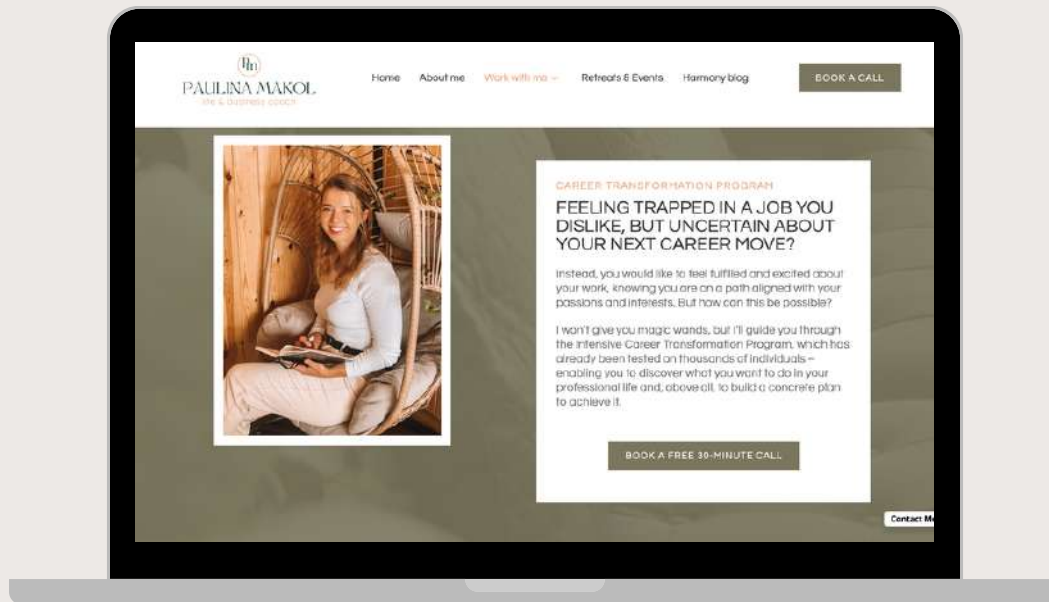 PM
PAULINA MAKOL
life & business coach
Home About me Work with me Retreats & Events Harmony blog
BOOK A CALL
CAREER TRANSFORMATION PROGRAM
FEELING TRAPPED IN A JOB YOU
DISLIKE, BUT UNCERTAIN ABOUT
YOUR NEXT CAREER MOVE?
Instead, you would like to feel fulfilled and excited about
your work, knowing you are on a path aligned with your
passions and interests. But how can this be possible?
I won't give you magic wands, but I'll guide you through
the Intensive Career Transformation Program, which has
already been tested on thousands of individuals –
enabling you to discover what you want to do in your
professional life and, above all, to build a concrete plan
to achieve it.
BOOK A FREE 30-MINUTE CALL
Contact M